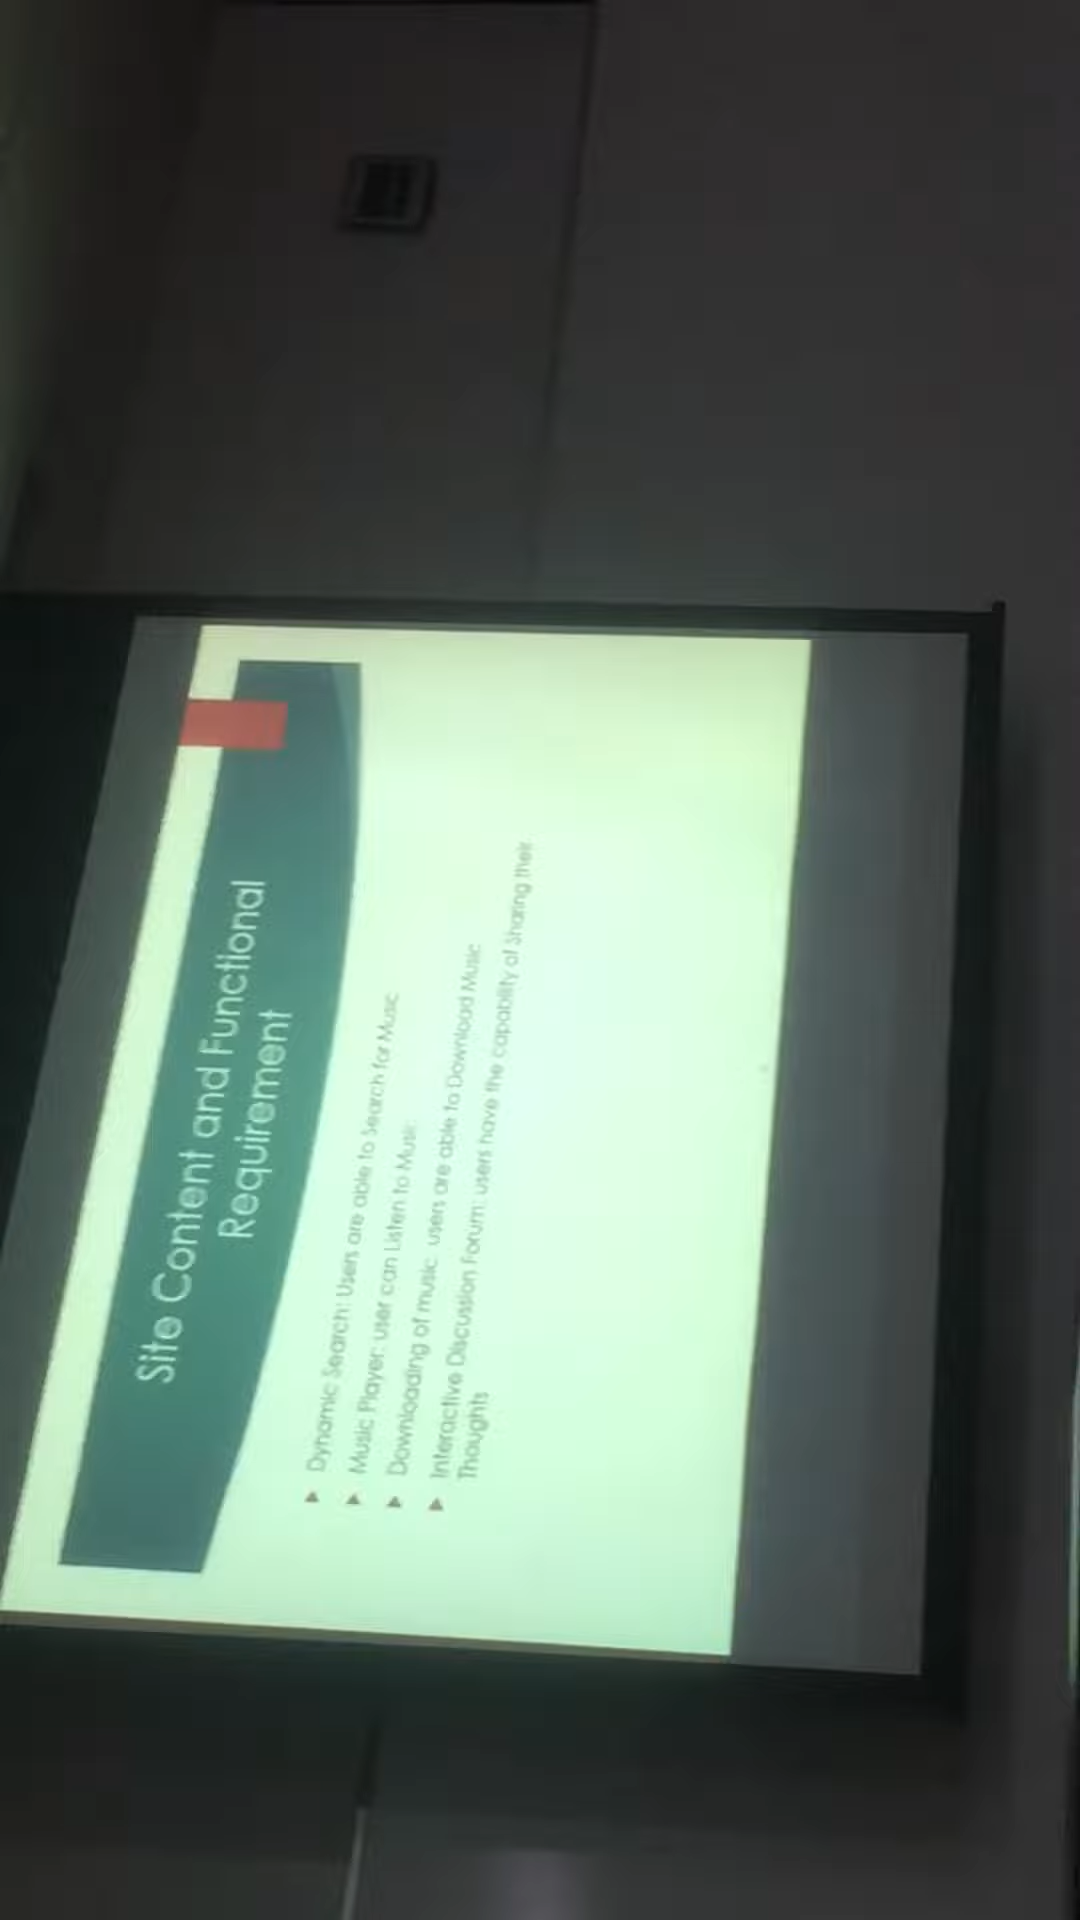 Site Content and Functional
Requirement
Dynamic Search: Users are able to Search for Music
Music Player: user can Listen to Music
Downloading of music: users are able to Download Music
Interactive Discussion Forum: users have the capability of Sharing their
Thoughts